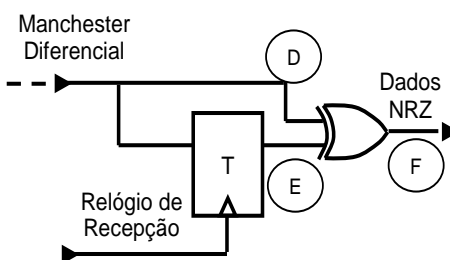 Manchester
Diferencial
D
Dados
NRZ
T
E
F
Relógio de
Recepção